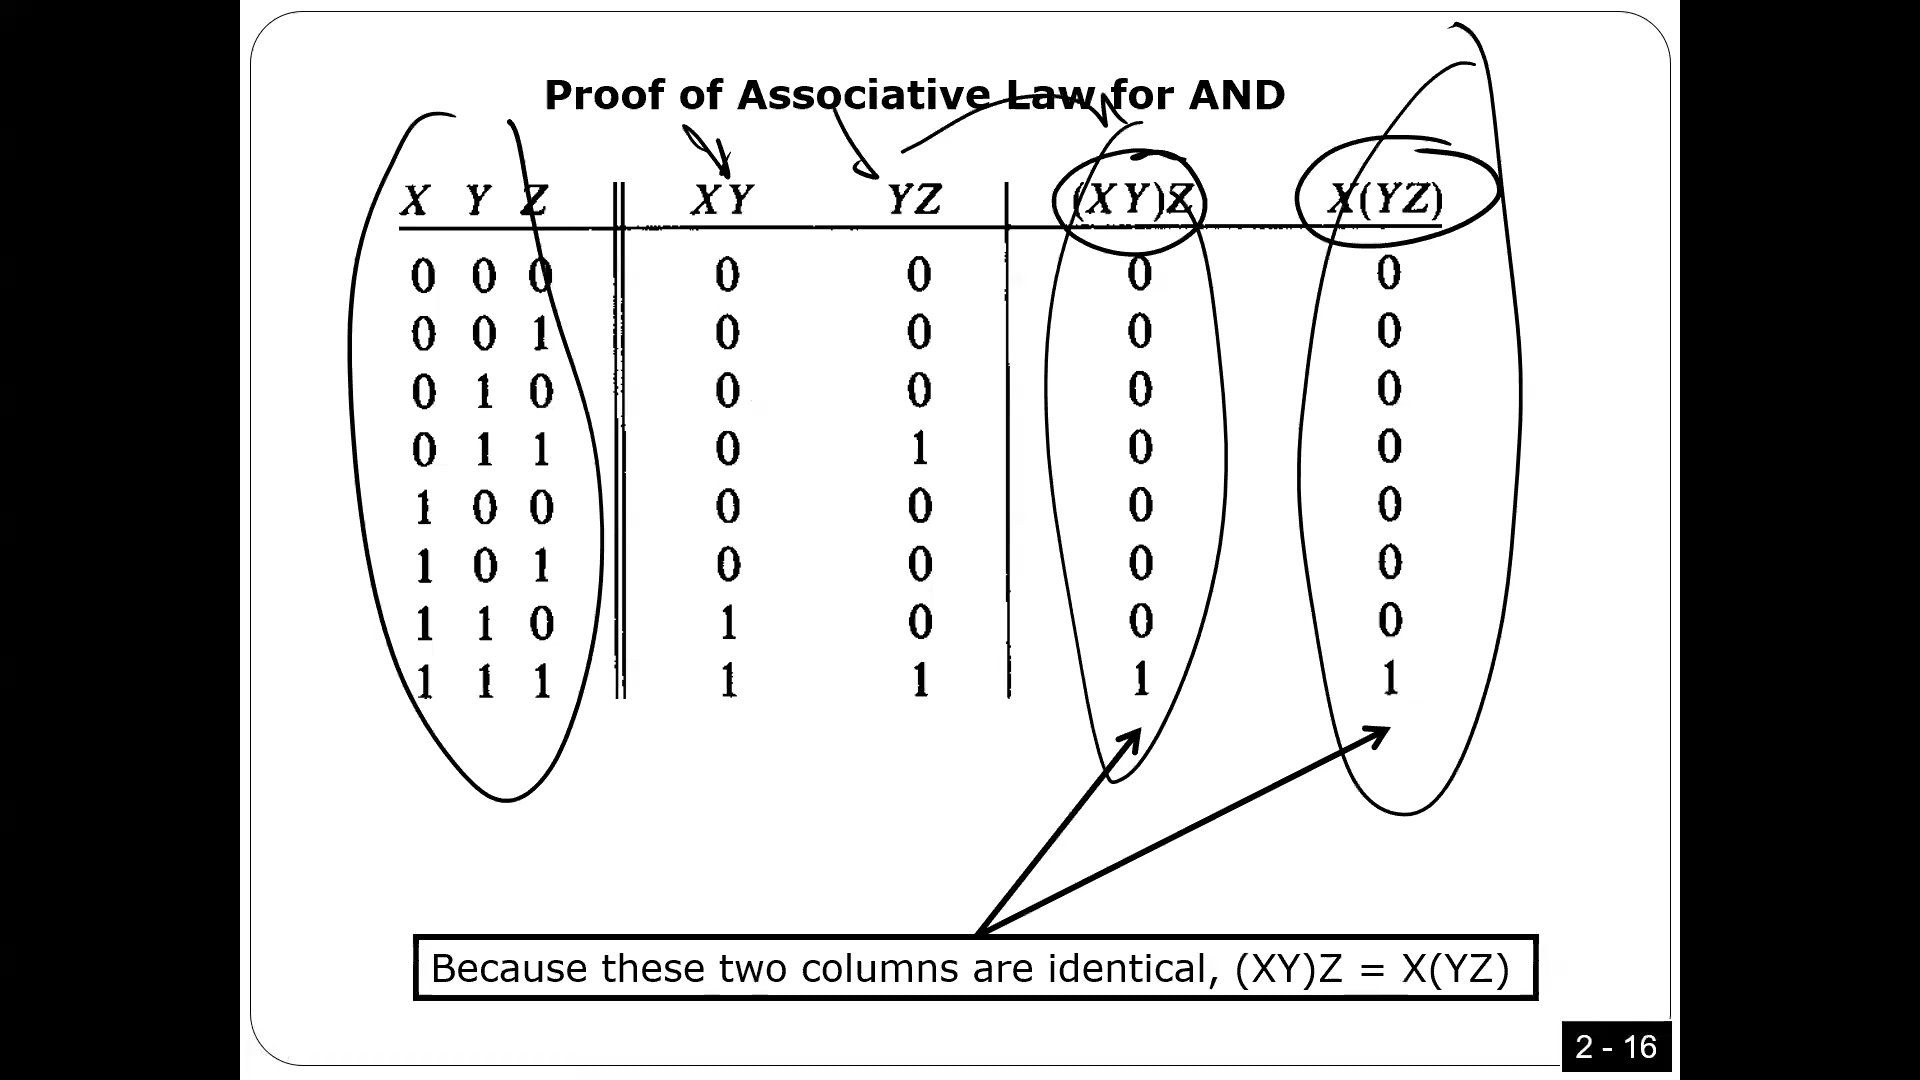 Proof of Associative Law for AND
X Y Z XY YZ (XY)Z X(YZ)
0 0 0 0 0 0 0
0 0 1 0 0 0 0
0 1 0 0 0 0 0
0 1 1 0 1 0 0
1 0 0 0 0 0 0
1 0 1 0 0 0 0
1 1 0 1 0 0 0
1 1 1 1 1 1 1
Because these two columns are identical, (XY)Z = X(YZ)
2 - 16